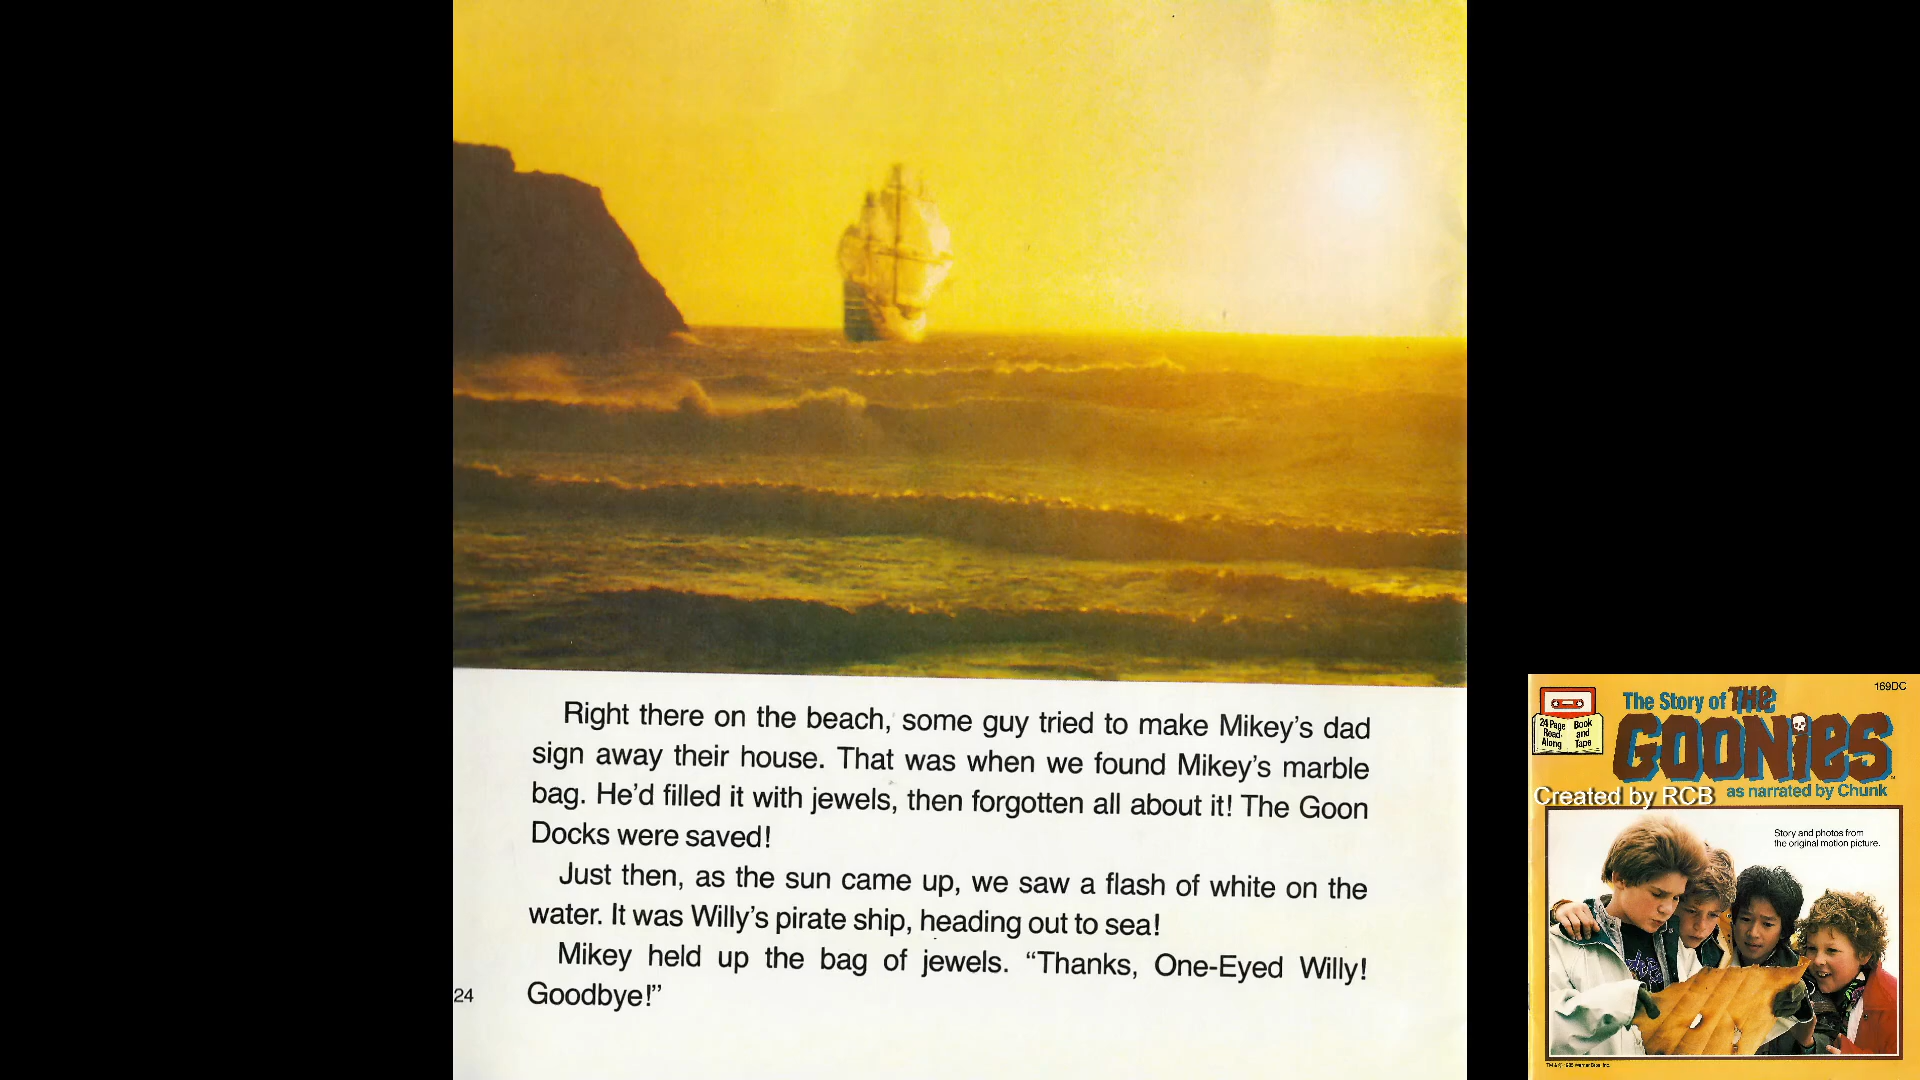 Right there on the beach, some guy tried to make Mikey's dad
sign away their house. That was when we found Mikey's marble
bag. He'd filled it with jewels, then forgotten all about it! The Goon
Docks were saved!
Just then, as the sun came up, we saw a flash of white on the
water. It was Willy's pirate ship, heading out to sea!
Mikey held up the bag of jewels. “Thanks, One-Eyed Willy!
Goodbye!”
24
169DC
The Story of THE
GOONIES
as narrated by Chunk
24 Page Book
Read- and
Along Tape
Created by RCB
Story and photos from
the original motion picture.